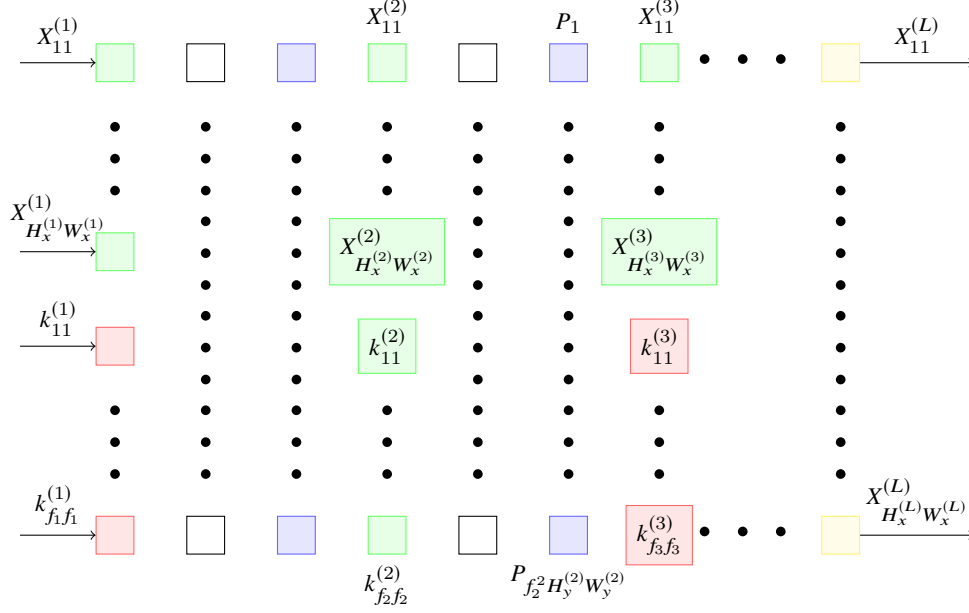 X_{11}^{(1)} X_{11}^{(2)} P_1 X_{11}^{(3)} X_{11}^{(L)}
X^{(1)}_{H_x^{(1)}W_x^{(1)}} X^{(2)}_{H_x^{(2)}W_x^{(2)}} X^{(3)}_{H_x^{(3)}W_x^{(3)}}
k_{11}^{(1)} k_{11}^{(2)} k_{11}^{(3)}
k_{f_1f_1}^{(1)} k_{f_3f_3}^{(3)} X^{(L)}_{H_x^{(L)}W_x^{(L)}}
k_{f_2f_2}^{(2)} P_{f_2^2H_y^{(2)}W_y^{(2)}}